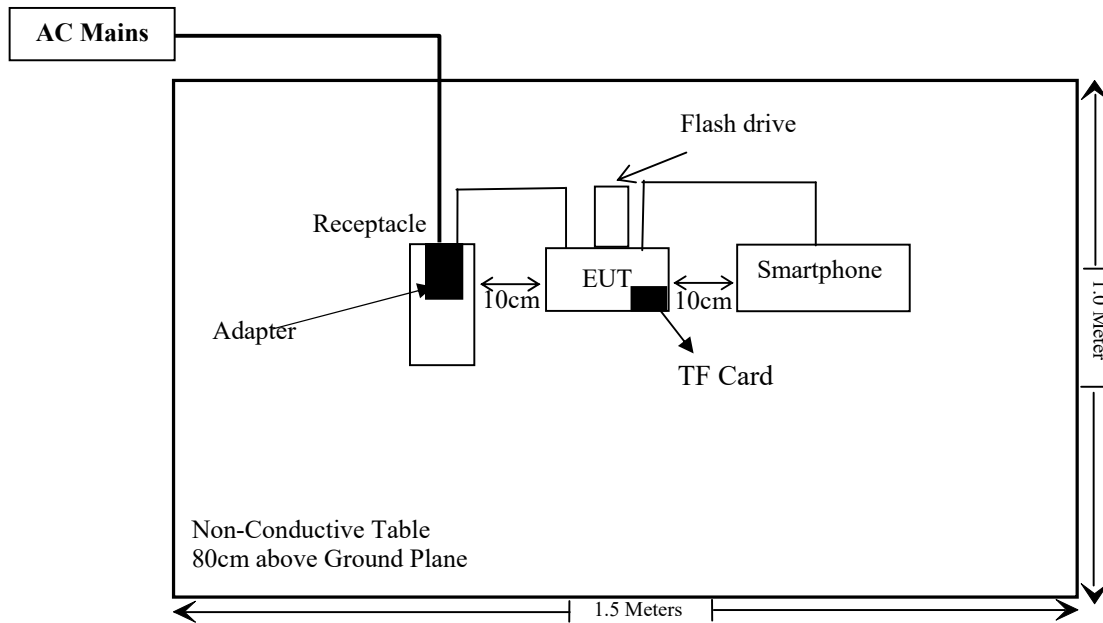 AC Mains
Flash drive
Receptacle
EUT
Smartphone
10cm
10cm
Adapter
TF Card
1.0 Meter
Non-Conductive Table
80cm above Ground Plane
1.5 Meters